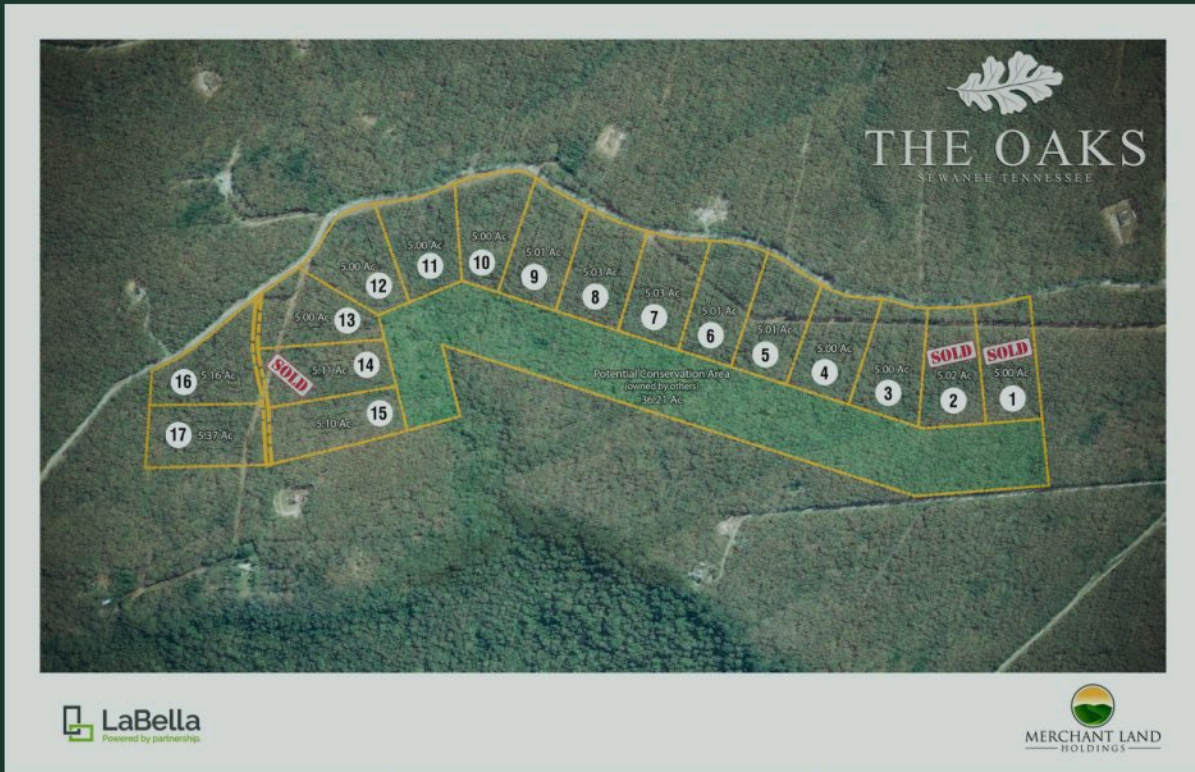 THE OAKS
SEWANEE TENNESSEE
5.00 Ac
11
5.00 Ac
10
5.01 Ac
9
5.03 Ac
8
5.03 Ac
7
5.01 Ac
6
5.01 Ac
5
5.00 Ac
4
5.00 Ac
3
SOLD
5.02 Ac
2
SOLD
5.00 Ac
1
5.00 Ac
12
5.00 Ac
13
SOLD
5.11 Ac
14
5.10 Ac
15
16
5.16 Ac
17
5.37 Ac
Potential Conservation Area
(owned by others)
36.21 Ac
LaBella
Powered by partnership.
MERCHANT LAND
HOLDINGS